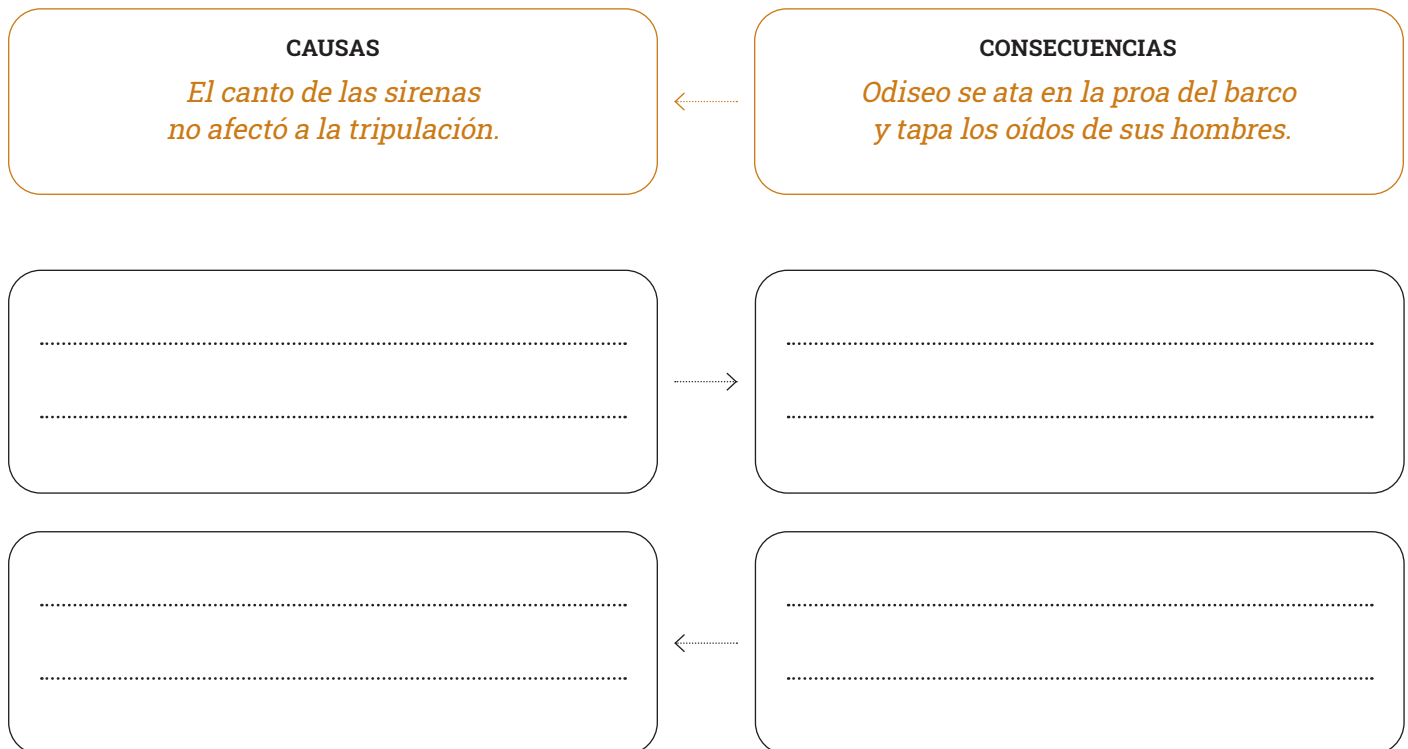 CAUSAS
El canto de las sirenas
no afectó a la tripulación.
CONSECUENCIAS
Odiseo se ata en la proa del barco
y tapa los oídos de sus hombres.